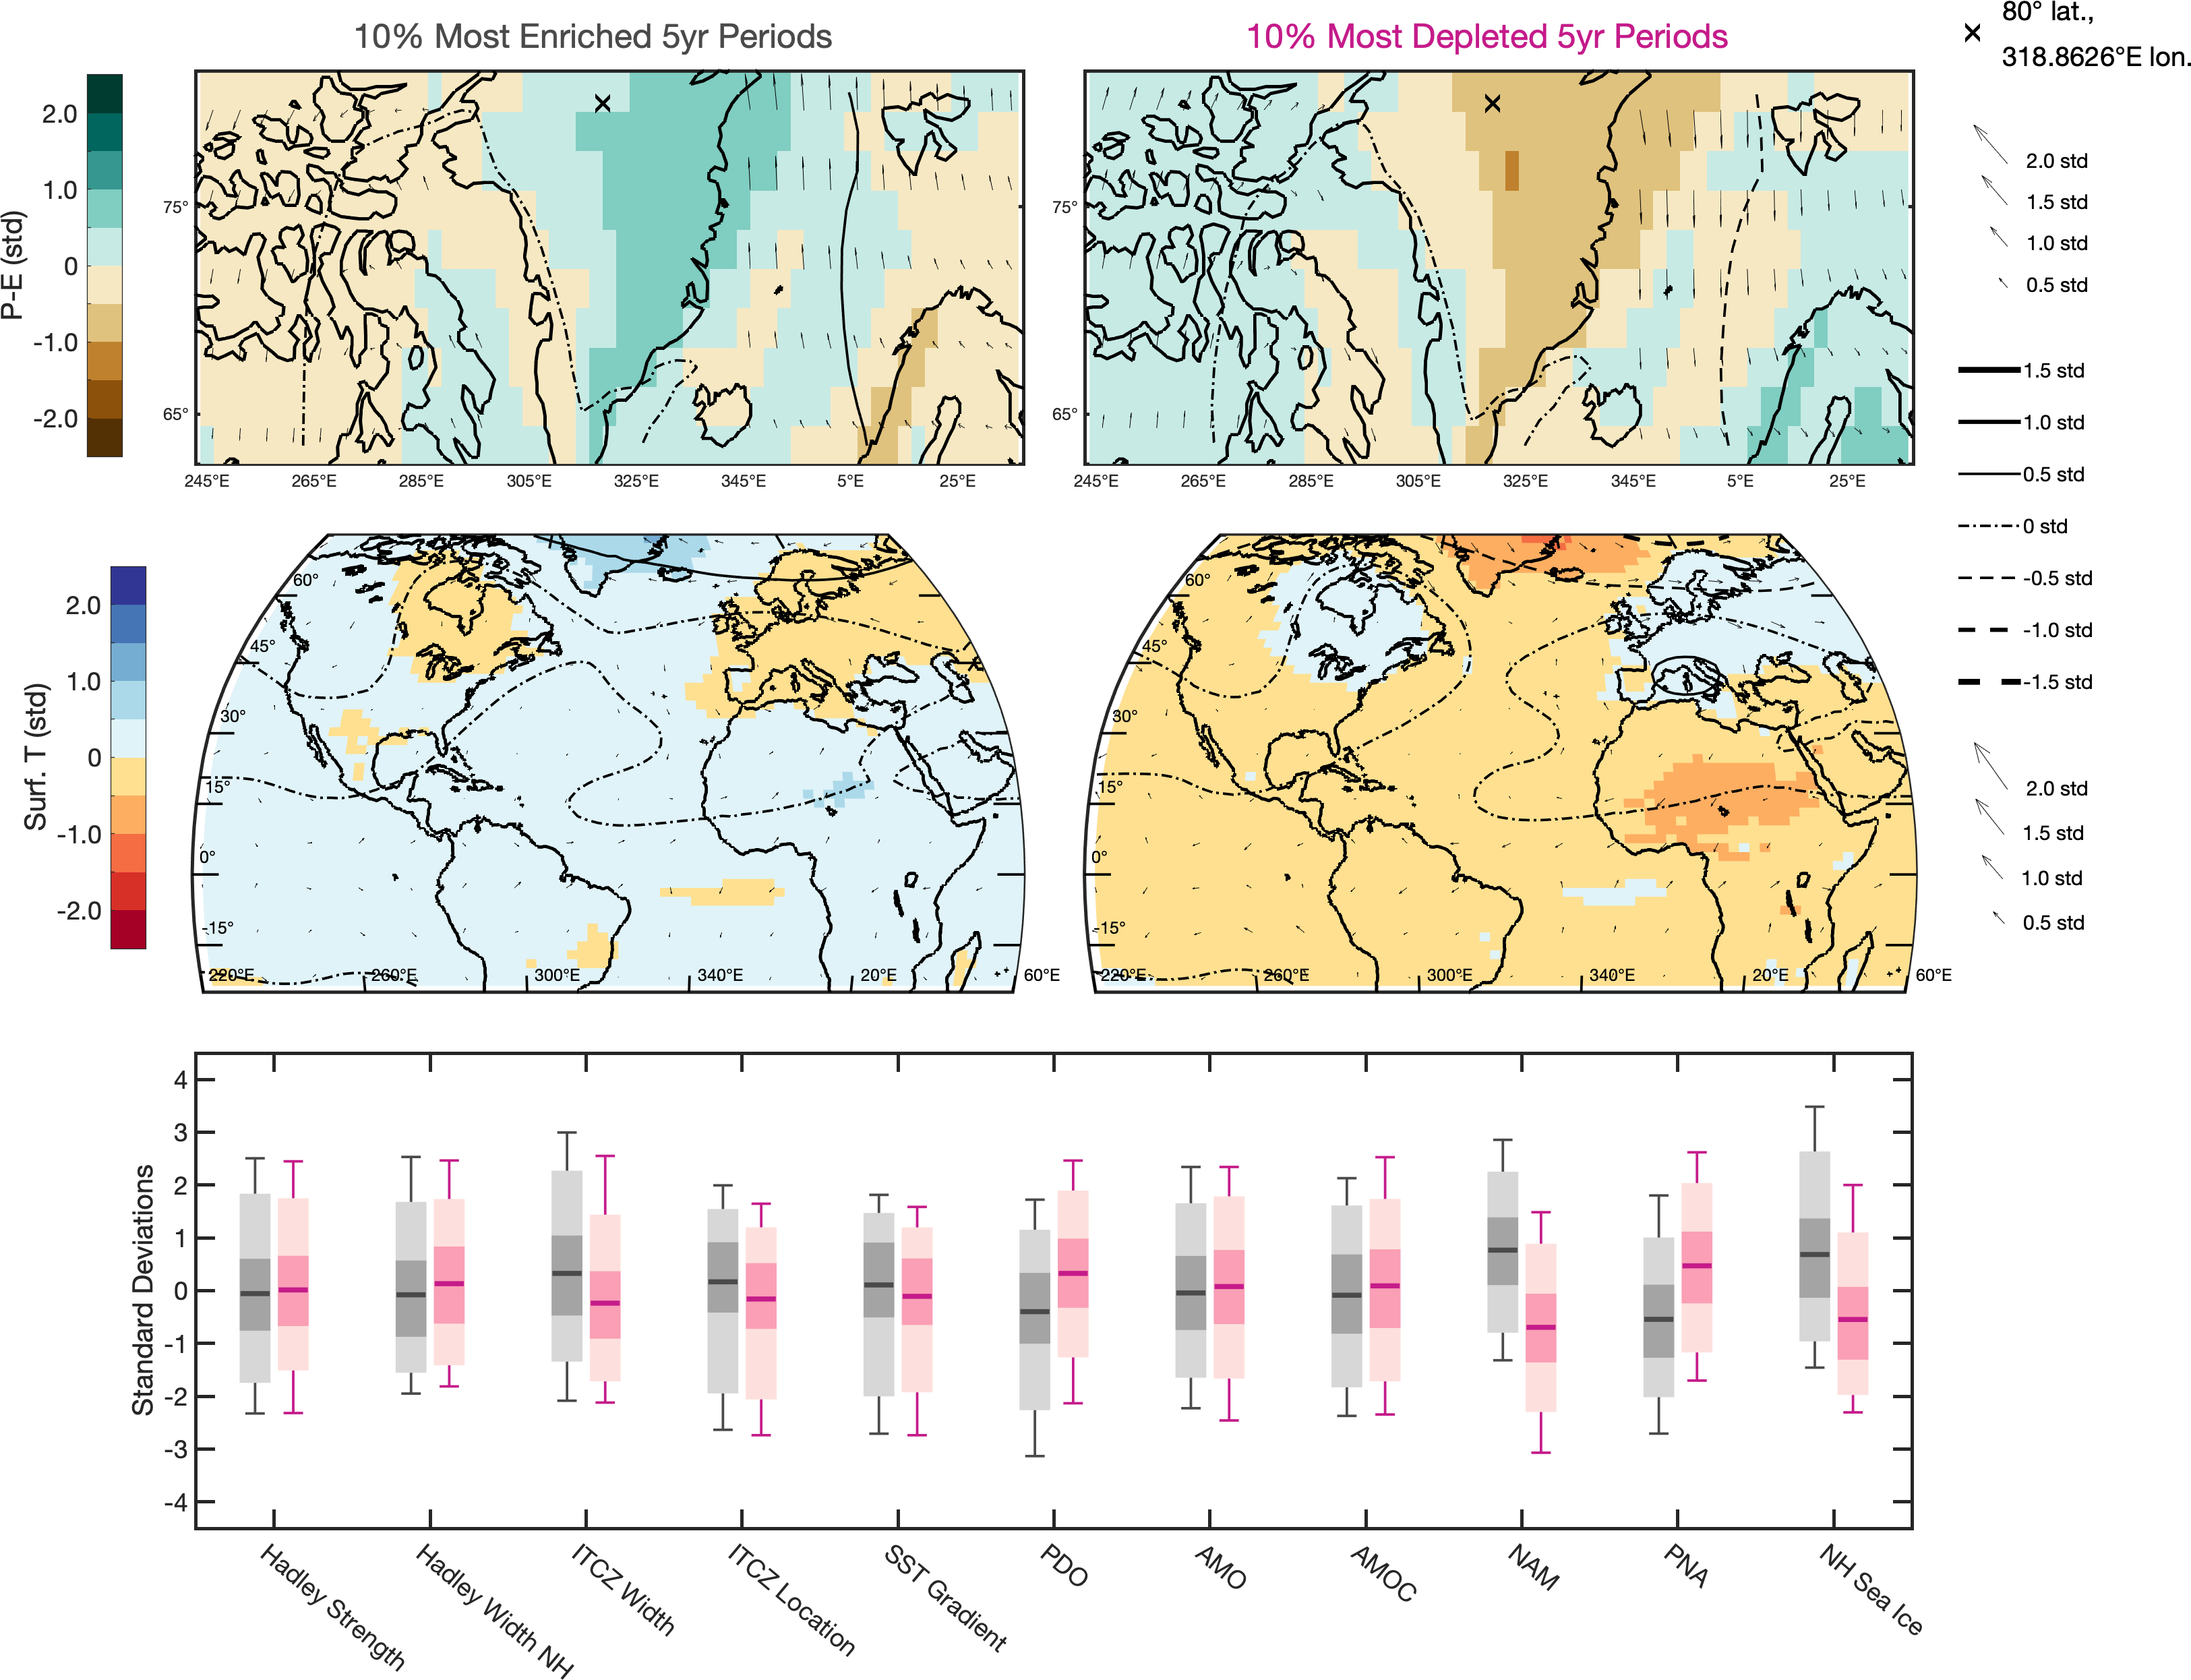 10% Most Enriched 5yr Periods
10% Most Depleted 5yr Periods
80° lat.,
318.8626°E lon.
P-E (std)
2.0
1.0
0
-1.0
-2.0
75°
65°
245°E 265°E 285°E 305°E 325°E 345°E 5°E 25°E
75°
65°
245°E 265°E 285°E 305°E 325°E 345°E 5°E 25°E
2.0 std
1.5 std
1.0 std
0.5 std
1.5 std
1.0 std
0.5 std
0 std
-0.5 std
-1.0 std
-1.5 std
Surf. T (std)
2.0
1.0
0
-1.0
-2.0
60°
45°
30°
15°
0°
-15°
220°E 260°E 300°E 340°E 20°E 60°E
60°
45°
30°
15°
0°
-15°
220°E 260°E 300°E 340°E 20°E 60°E
2.0 std
1.5 std
1.0 std
0.5 std
Standard Deviations
4
3
2
1
0
-1
-2
-3
-4
Hadley Strength
Hadley Width NH
ITCZ Width
ITCZ Location
SST Gradient
PDO
AMO
AMOC
NAM
PNA
NH Sea Ice